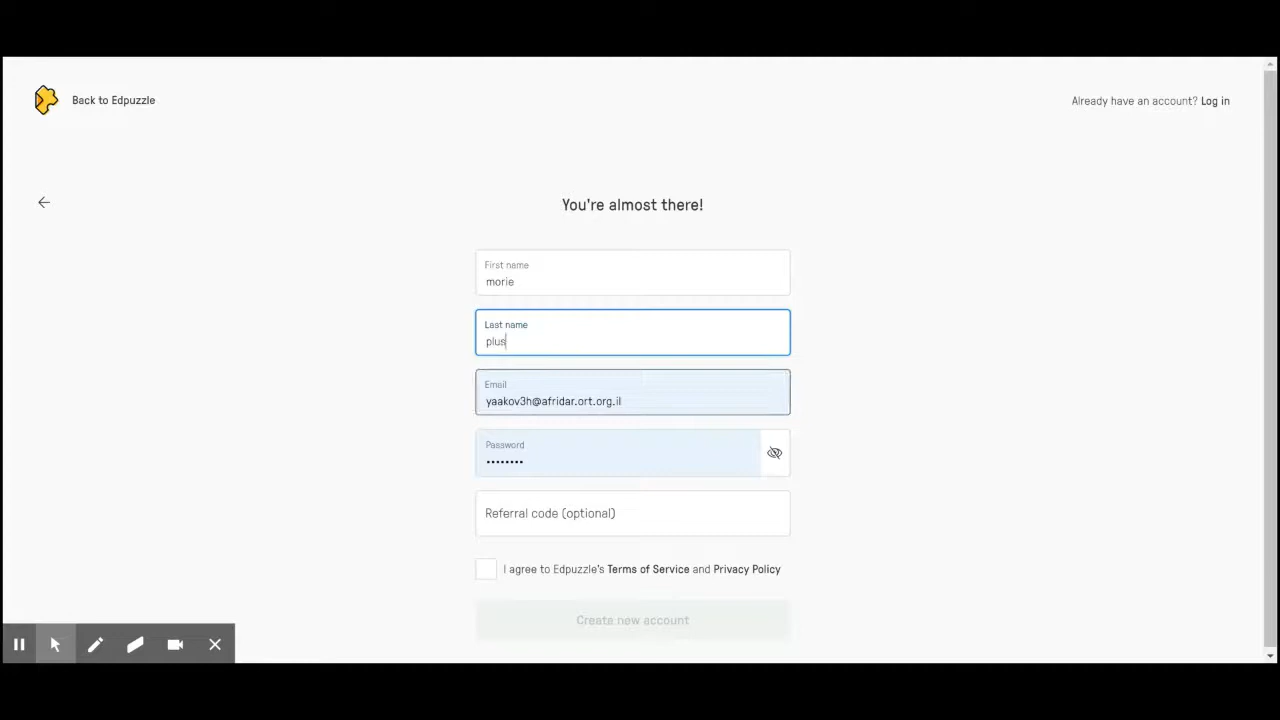 Back to Edpuzzle
Already have an account? Log in
You're almost there!
First name
morie
Last name
plus
Email
yaakov3h@afridar.ort.org.il
Password
••••••••
Referral code (optional)
I agree to Edpuzzle's Terms of Service and Privacy Policy
Create new account